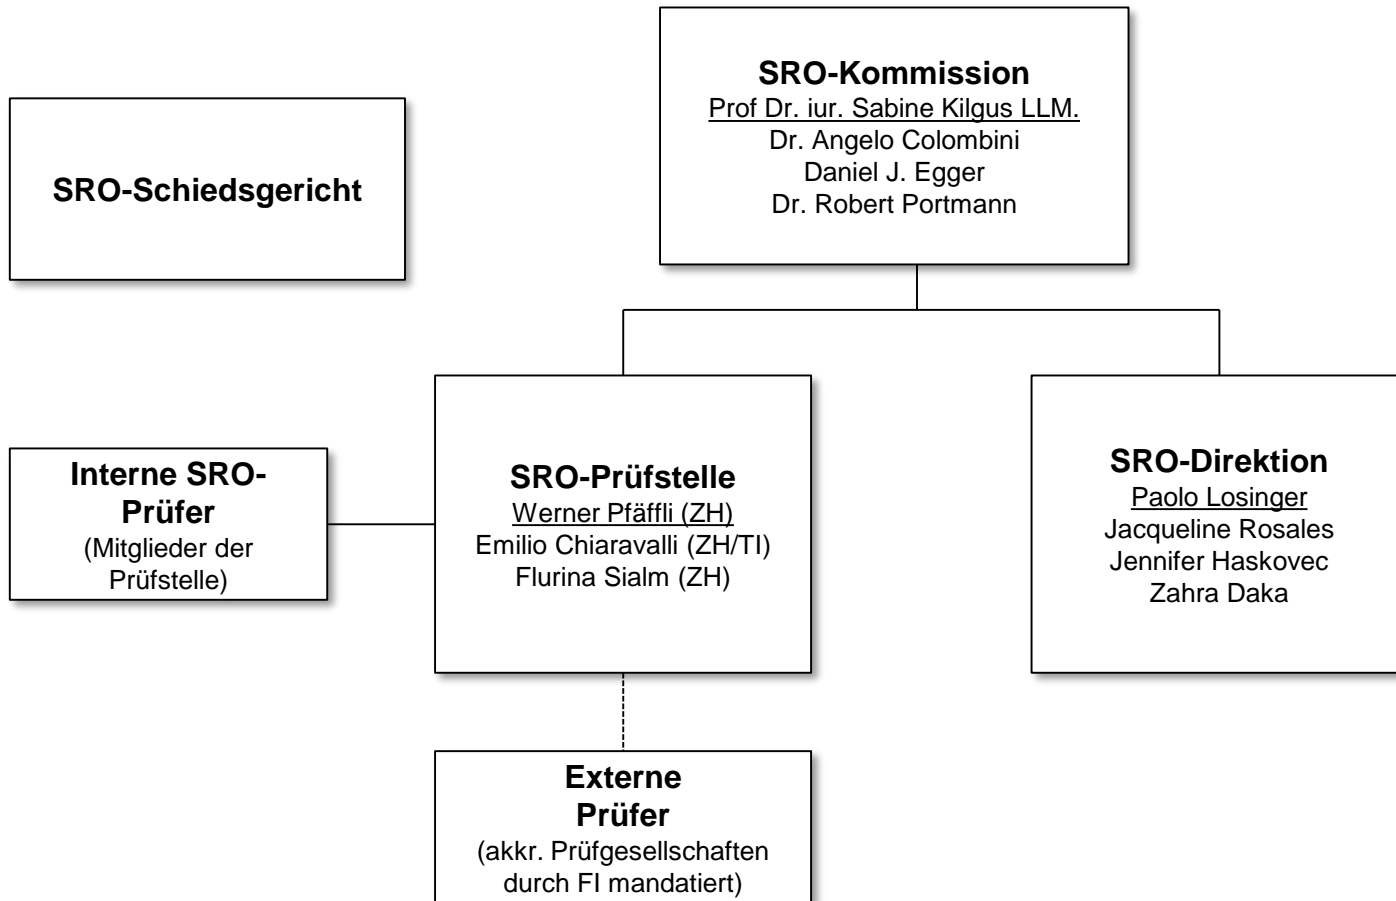 SRO-Kommission
Prof Dr. iur. Sabine Kilgus LLM.
Dr. Angelo Colombini
Daniel J. Egger
Dr. Robert Portmann
SRO-Schiedsgericht
Interne SRO-
Prüfer
(Mitglieder der
Prüfstelle)
SRO-Prüfstelle
Werner Pfäffli (ZH)
Emilio Chiaravalli (ZH/TI)
Flurina Sialm (ZH)
SRO-Direktion
Paolo Losinger
Jacqueline Rosales
Jennifer Haskovec
Zahra Daka
Externe
Prüfer
(akkr. Prüfgesellschaften
durch FI mandatiert)